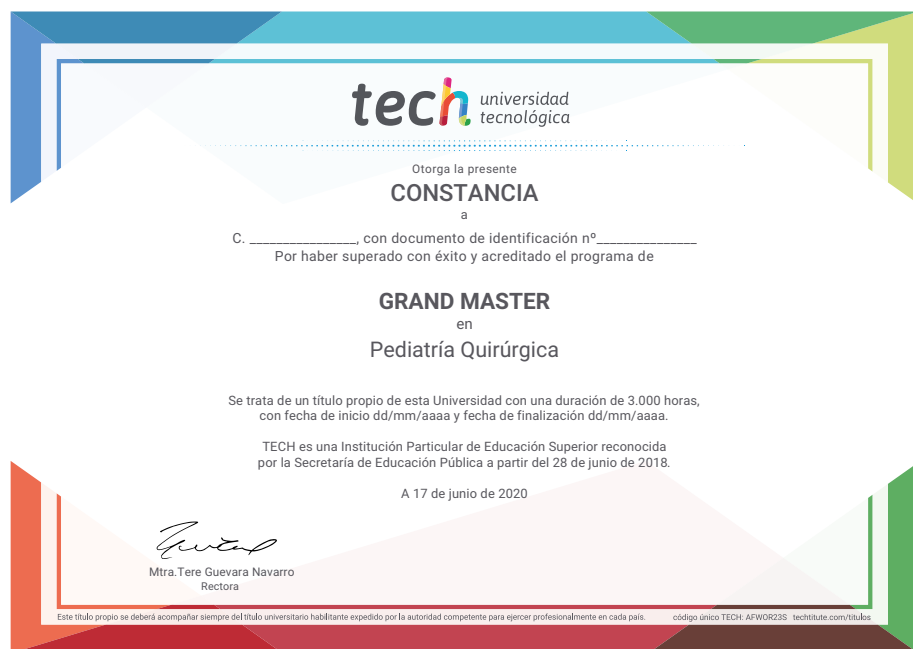 tech universidad
tecnológica
Otorga la presente
CONSTANCIA
a
C. ________________, con documento de identificación nº_______________
Por haber superado con éxito y acreditado el programa de
GRAND MASTER
en
Pediatría Quirúrgica
Se trata de un título propio de esta Universidad con una duración de 3.000 horas,
con fecha de inicio dd/mm/aaaa y fecha de finalización dd/mm/aaaa.
TECH es una Institución Particular de Educación Superior reconocida
por la Secretaría de Educación Pública a partir del 28 de junio de 2018.
A 17 de junio de 2020
Mtra.Tere Guevara Navarro
Rectora
Este título propio se deberá acompañar siempre del título universitario habilitante expedido por la autoridad competente para ejercer profesionalmente en cada país. código único TECH: AFWOR23S techtitute.com/titulos